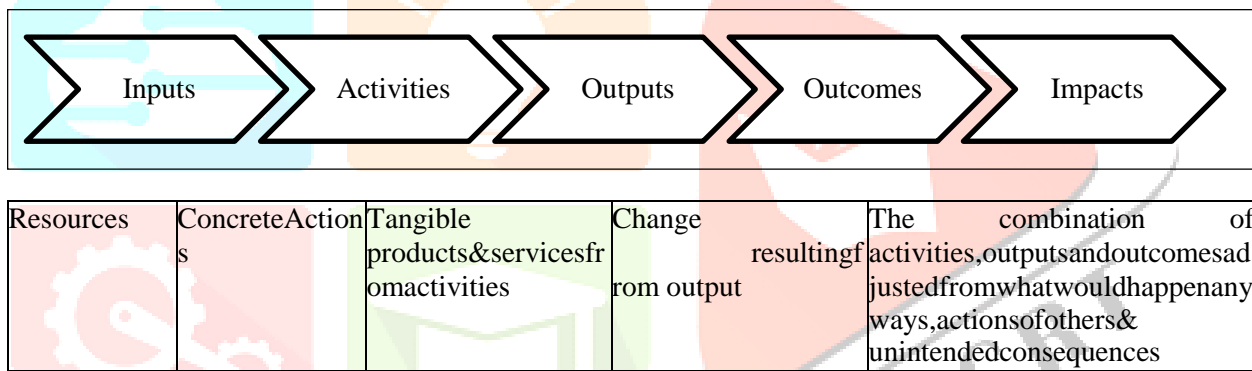 Inputs
Activities
Outputs
Outcomes
Impacts
Resources
ConcreteAction
s
Tangible
products&servicesfr
omactivities
Change
resultingf
rom output
The combination of
activities,outputsandoutcomesad
justedfromwhatwouldhappenany
ways,actionsofothers&
unintendedconsequences